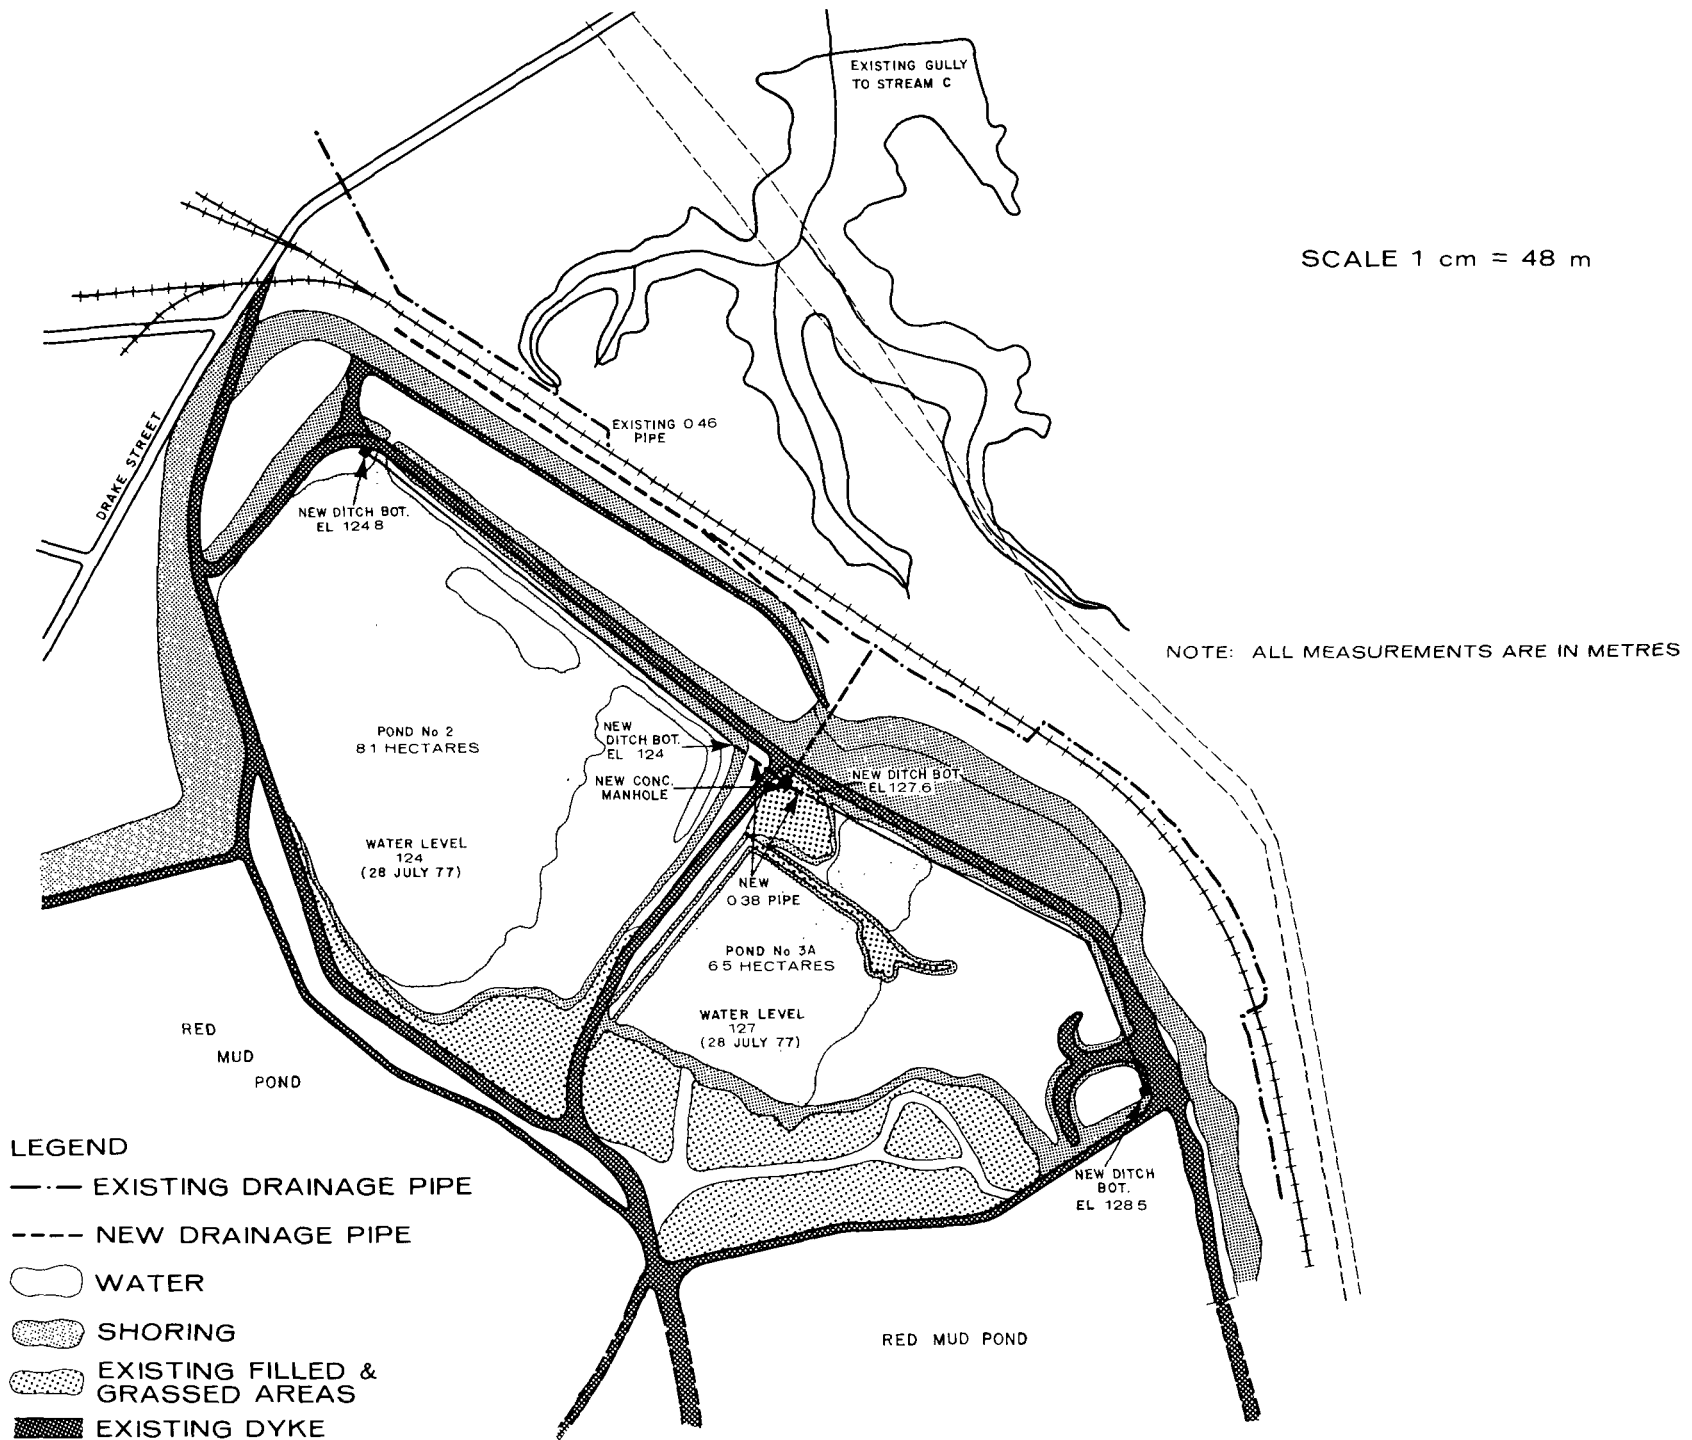 EXISTING GULLY
TO STREAM C
SCALE 1 cm = 48 m
EXISTING 0 46
PIPE
DRAKE STREET
NEW DITCH BOT.
EL 124 8
NOTE: ALL MEASUREMENTS ARE IN METRES
POND No 2
8 1 HECTARES
NEW
DITCH BOT.
EL 124
NEW CONC.
MANHOLE
NEW DITCH BOT
EL 127.6
WATER LEVEL
124
(28 JULY 77)
NEW
0 38 PIPE
POND No 3A
6 5 HECTARES
WATER LEVEL
127
(28 JULY 77)
RED
MUD
POND
NEW DITCH
BOT.
EL 128 5
RED MUD POND
LEGEND
EXISTING DRAINAGE PIPE
NEW DRAINAGE PIPE
WATER
SHORING
EXISTING FILLED &
GRASSED AREAS
EXISTING DYKE